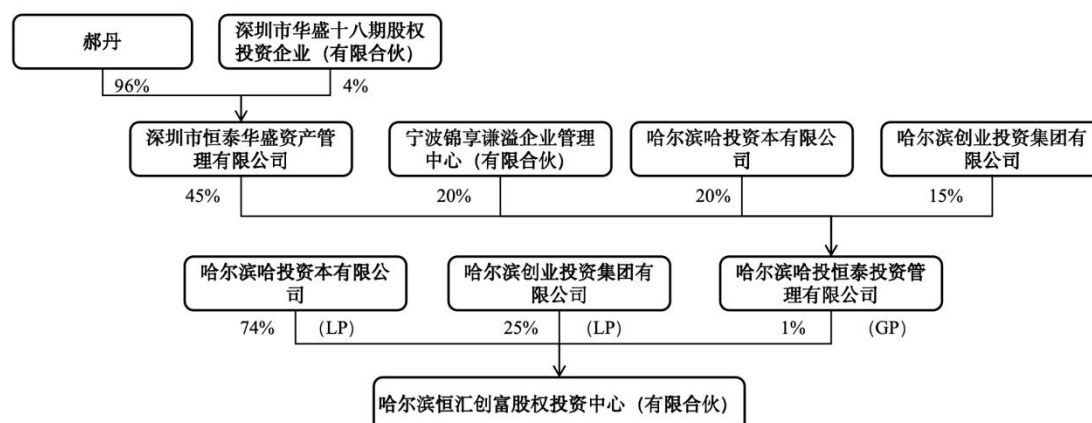 郝丹
深圳市华盛十八期股权
投资企业（有限合伙）
96%
4%
深圳市恒泰华盛资产管
理有限公司
宁波锦享谦溢企业管理
中心（有限合伙）
哈尔滨哈投资本有限公
司
哈尔滨创业投资集团有
限公司
45%
20%
20%
15%
哈尔滨哈投资本有限公
司
哈尔滨创业投资集团有
限公司
哈尔滨哈投恒泰投资管
理有限公司
74%
(LP)
25%
(LP)
1%
(GP)
哈尔滨恒汇创富股权投资中心（有限合伙）